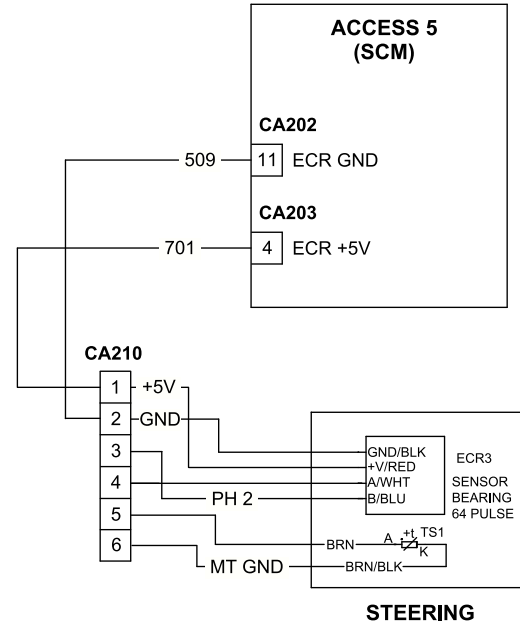 ACCESS 5
(SCM)
CA202
509 11 ECR GND
CA203
701 4 ECR +5V
CA210
1 +5V
2 GND
3
4
5
6
PH 2
MT GND
GND/BLK
+V/RED
A/WHT
B/BLU
ECR3
SENSOR
BEARING
64 PULSE
BRN A +t TS1
K
BRN/BLK
STEERING